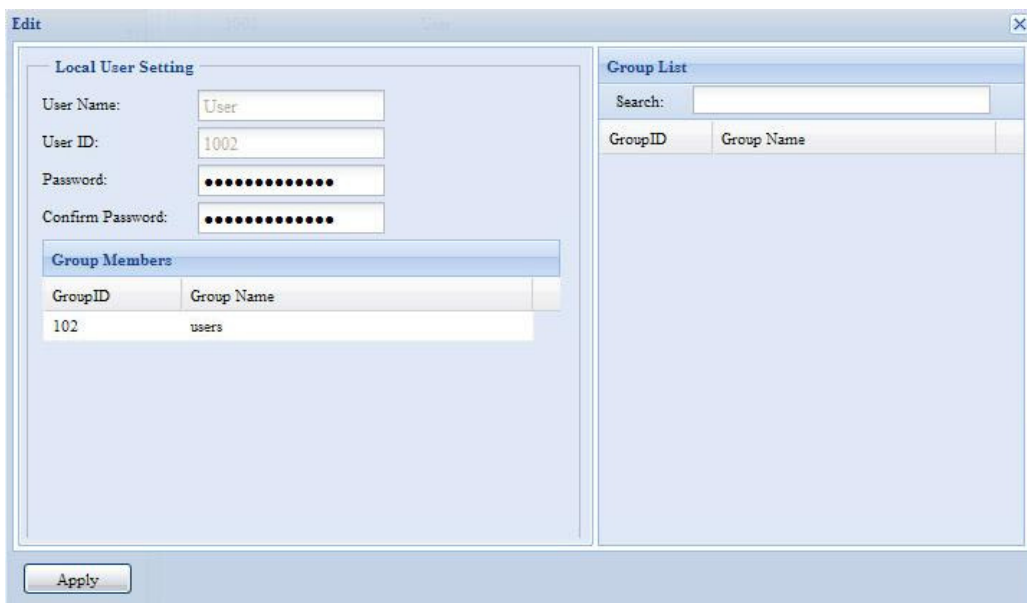 Edit
Local User Setting
User Name: User
User ID: 1002
Password: ●●●●●●●●●●●●●
Confirm Password: ●●●●●●●●●●●●●
Group Members
GroupID Group Name
102 users
Group List
Search:
GroupID Group Name
Apply